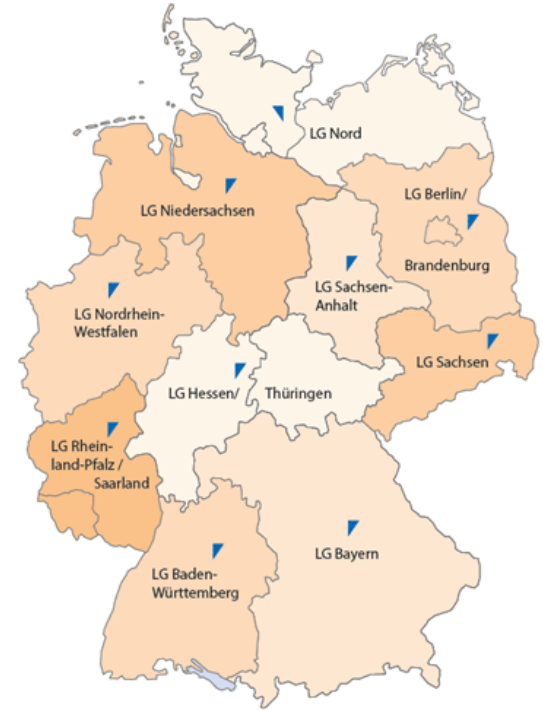 LG Nord
LG Berlin/
LG Niedersachsen
Brandenburg
LG Sachsen-
Anhalt
LG Nordrhein-
Westfalen
LG Sachsen
LG Hessen/
Thüringen
LG Rhein-
land-Pfalz /
Saarland
LG Bayern
LG Baden-
Württemberg